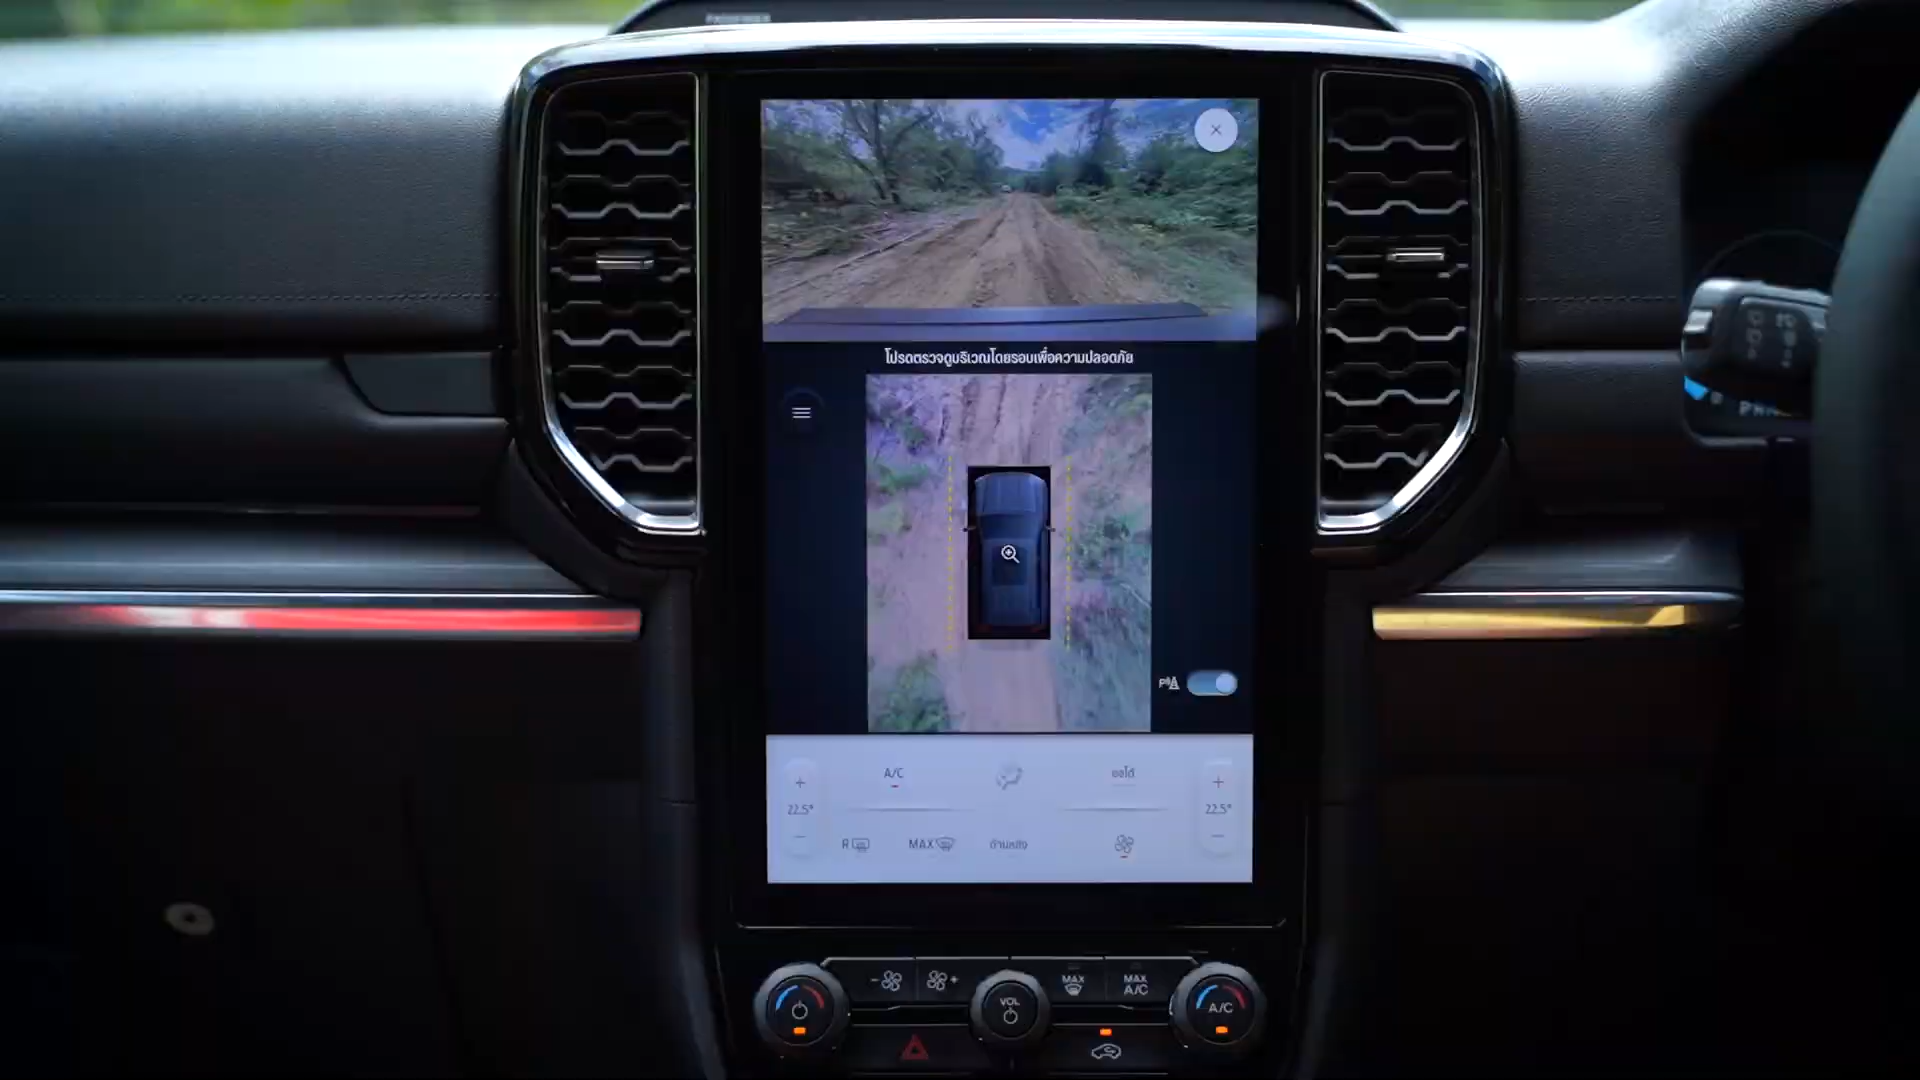 โปรดตรวจดูบริเวณโดยรอบเพื่อความปลอดภัย
A/C
ออโต้
22.5°
22.5°
R
MAX
ด้านหลัง
VOL
MAX
MAX
A/C
A/C